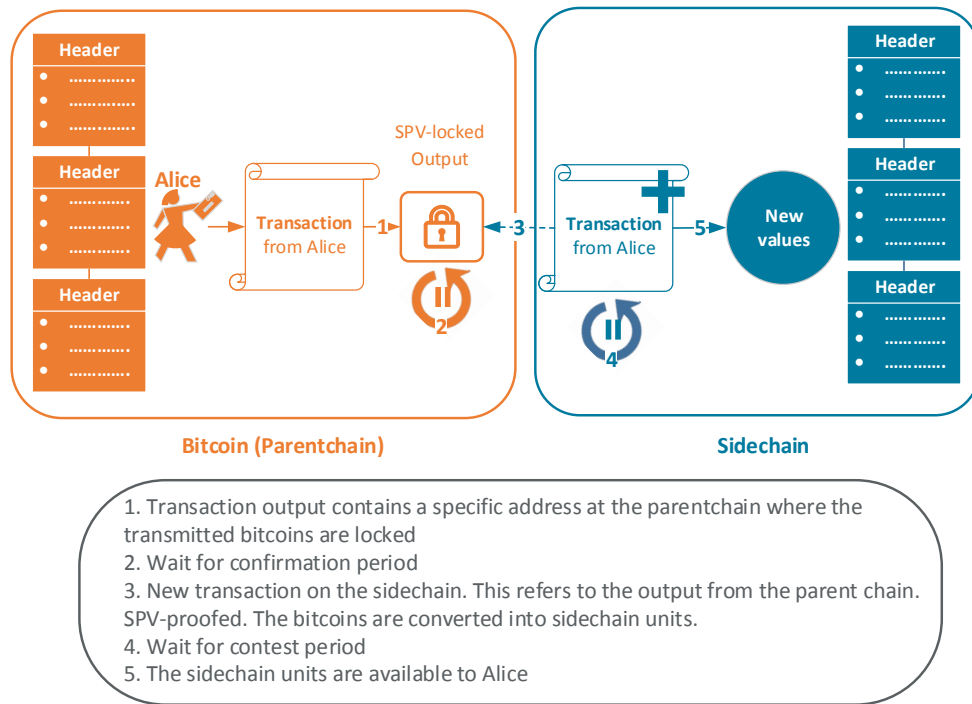 Header
• ..............
• ..............
• ..............
Header
• ..............
• ..............
• ..............
Header
• ..............
• ..............
• ..............
Alice
Transaction
from Alice
1
SPV-locked
Output
2
3
Transaction
from Alice
4
5
New
values
Header
• ..............
• ..............
• ..............
Header
• ..............
• ..............
• ..............
Header
• ..............
• ..............
• ..............
Bitcoin (Parentchain)
Sidechain
1. Transaction output contains a specific address at the parentchain where the
transmitted bitcoins are locked
2. Wait for confirmation period
3. New transaction on the sidechain. This refers to the output from the parent chain.
SPV-proofed. The bitcoins are converted into sidechain units.
4. Wait for contest period
5. The sidechain units are available to Alice